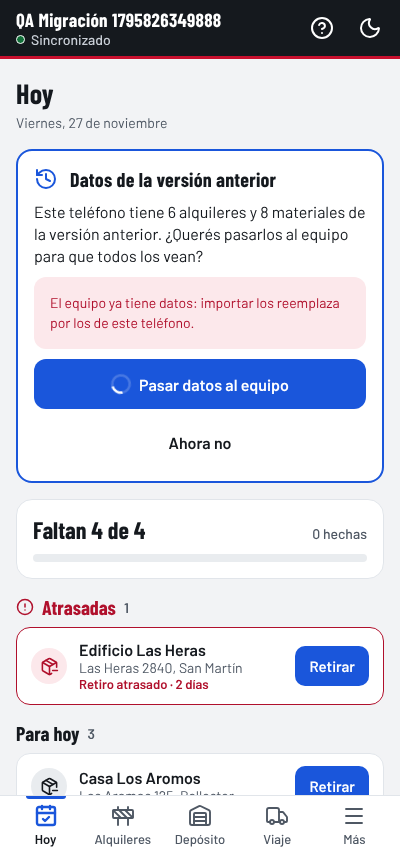 QA Migración 1795826349888
Sincronizado
Hoy
Viernes, 27 de noviembre
Datos de la versión anterior
Este teléfono tiene 6 alquileres y 8 materiales de
la versión anterior. ¿Querés pasarlos al equipo
para que todos los vean?
El equipo ya tiene datos: importar los reemplaza
por los de este teléfono.
Pasar datos al equipo
Ahora no
Faltan 4 de 4
0 hechas
Atrasadas 1
Edificio Las Heras
Las Heras 2840, San Martín
Retiro atrasado · 2 días
Retirar
Para hoy 3
Casa Los Aromos
Retirar
Hoy
Alquileres
Depósito
Viaje
Más